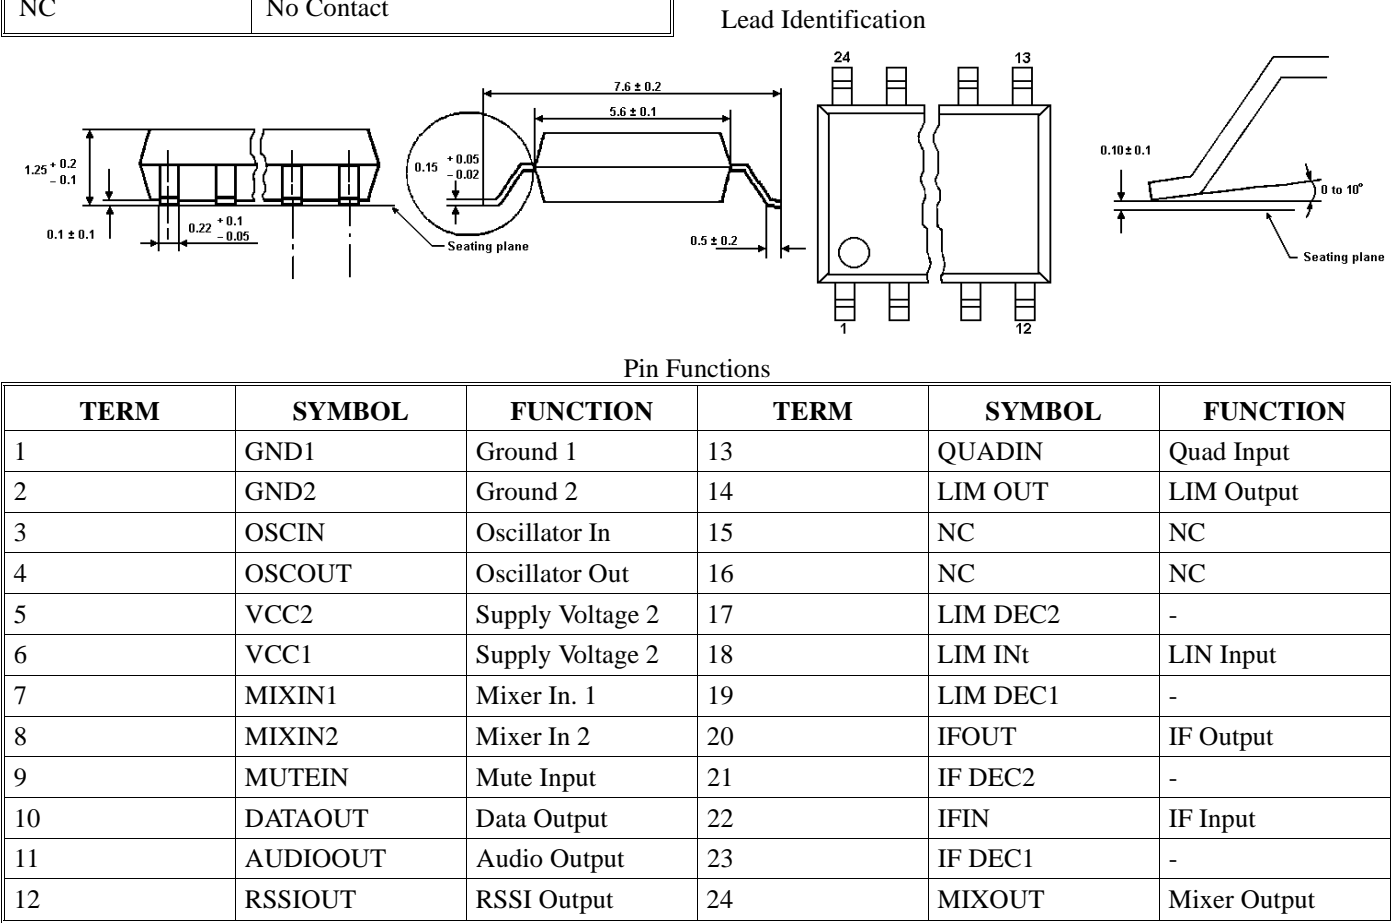 NC No Contact
Lead Identification
24 13
7.6 ± 0.2
5.6 ± 0.1
1.25 + 0.2 - 0.1
0.15 + 0.05 - 0.02
0.10 ± 0.1
0 to 10°
0.1 ± 0.1
0.22 + 0.1 - 0.05
Seating plane
0.5 ± 0.2
Seating plane
1 12
Pin Functions
TERM SYMBOL FUNCTION TERM SYMBOL FUNCTION
1 GND1 Ground 1 13 QUADIN Quad Input
2 GND2 Ground 2 14 LIM OUT LIM Output
3 OSCIN Oscillator In 15 NC NC
4 OSCOUT Oscillator Out 16 NC NC
5 VCC2 Supply Voltage 2 17 LIM DEC2 -
6 VCC1 Supply Voltage 2 18 LIM INt LIN Input
7 MIXIN1 Mixer In. 1 19 LIM DEC1 -
8 MIXIN2 Mixer In 2 20 IFOUT IF Output
9 MUTEIN Mute Input 21 IF DEC2 -
10 DATAOUT Data Output 22 IFIN IF Input
11 AUDIOOUT Audio Output 23 IF DEC1 -
12 RSSIOUT RSSI Output 24 MIXOUT Mixer Output